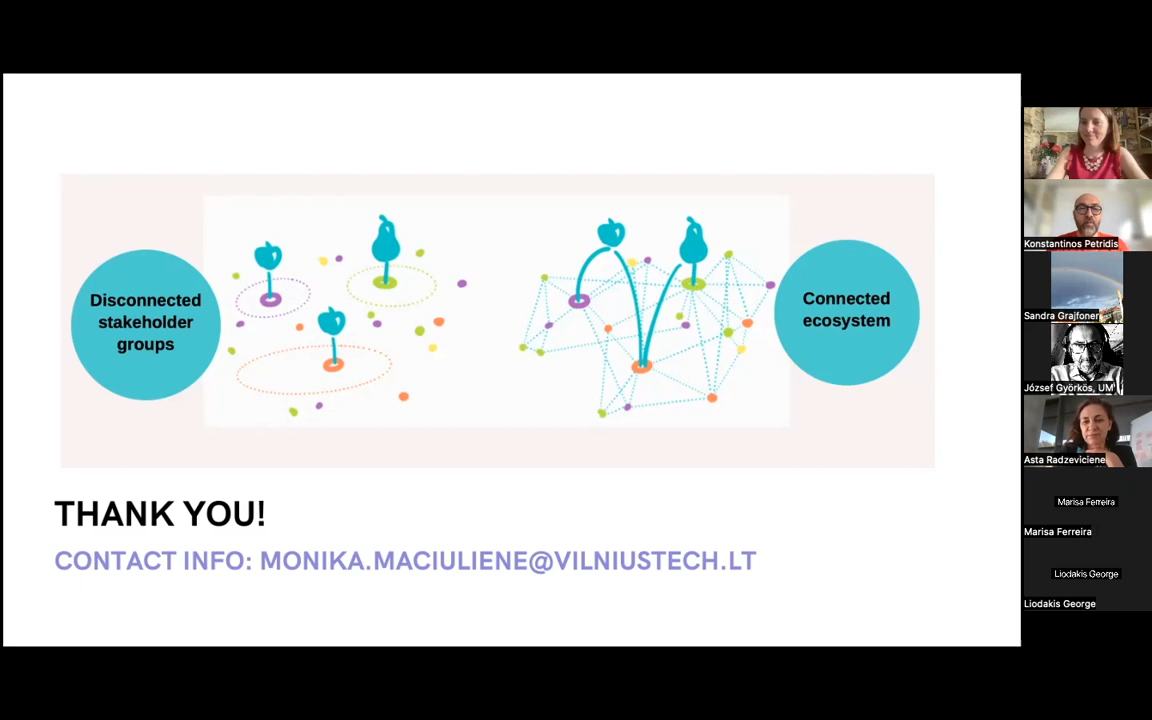 Disconnected
stakeholder
groups
Connected
ecosystem
THANK YOU!
CONTACT INFO: MONIKA.MACIULIENE@VILNIUSTECH.LT
Konstantinos Petridis
Sandra Grajfoner
József Györkös, UM
Asta Radzeviciene
Marisa Ferreira
Marisa Ferreira
Liodakis George
Liodakis George